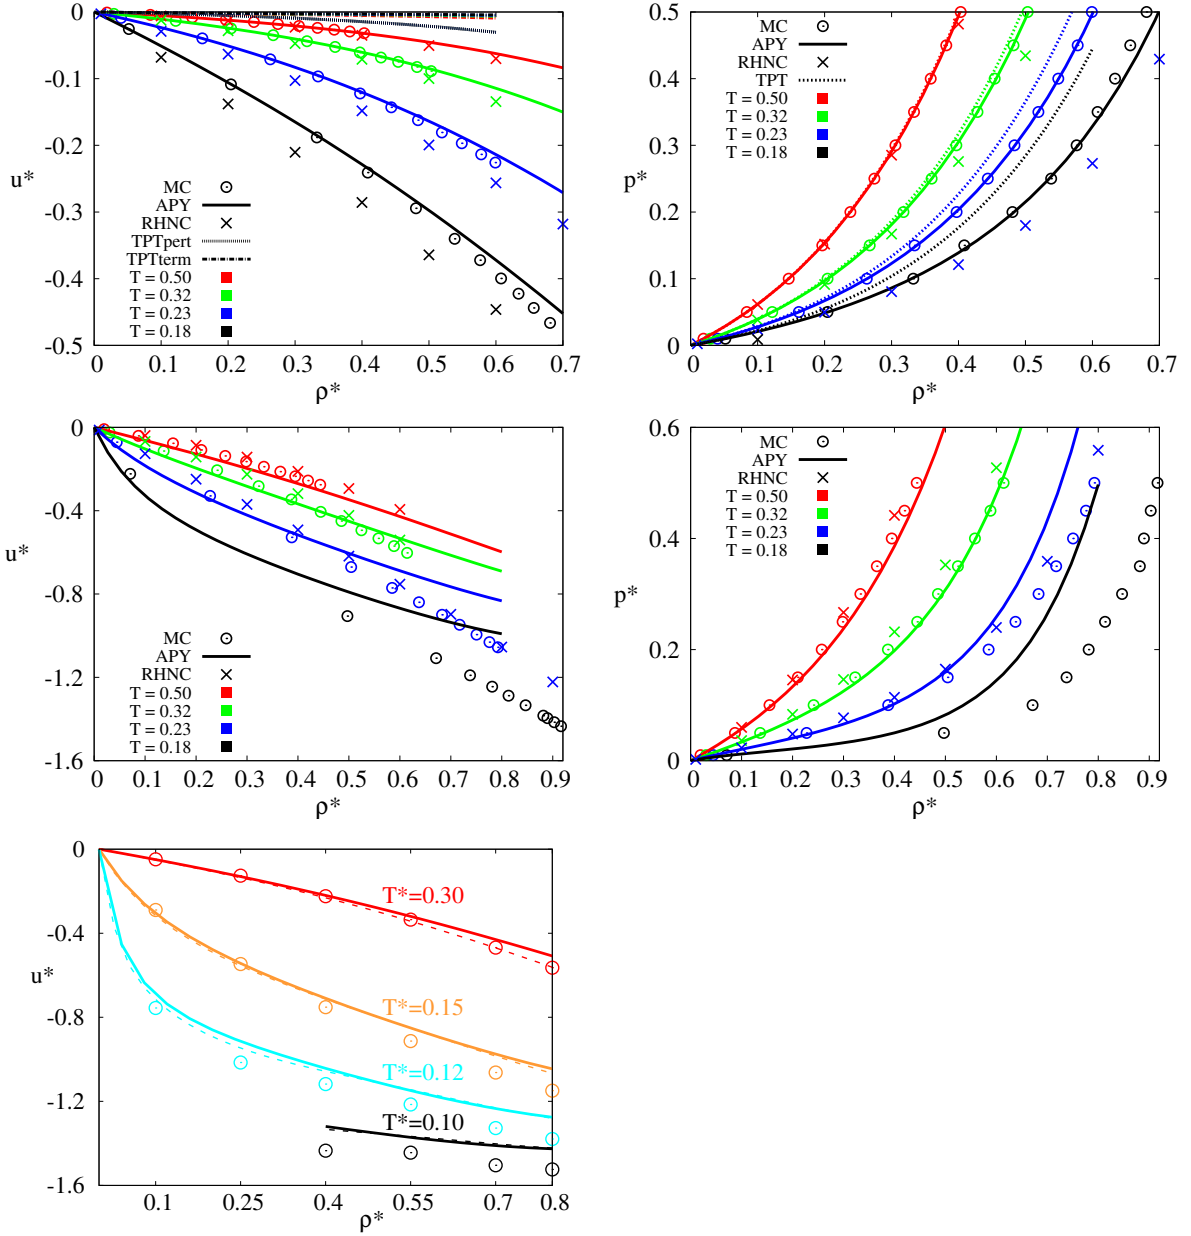 0
-0.1
-0.2
-0.3
-0.4
-0.5
u*
MC
APY
RHNC
TPTpert
TPTterm
T = 0.50
T = 0.32
T = 0.23
T = 0.18
0 0.1 0.2 0.3 0.4 0.5 0.6 0.7
ρ*
0.5
0.4
0.3
0.2
0.1
0
p*
MC
APY
RHNC
TPT
T = 0.50
T = 0.32
T = 0.23
T = 0.18
0.1 0.2 0.3 0.4 0.5 0.6 0.7
ρ*
0
-0.4
-0.8
-1.2
-1.6
u*
MC
APY
RHNC
T = 0.50
T = 0.32
T = 0.23
T = 0.18
0 0.1 0.2 0.3 0.4 0.5 0.6 0.7 0.8 0.9
ρ*
0.6
0.4
0.2
0
p*
MC
APY
RHNC
T = 0.50
T = 0.32
T = 0.23
T = 0.18
0.1 0.2 0.3 0.4 0.5 0.6 0.7 0.8 0.9
ρ*
0
-0.4
-0.8
-1.2
-1.6
u*
T*=0.30
T*=0.15
T*=0.12
T*=0.10
0.1 0.25 0.4 0.55 0.7 0.8
ρ*